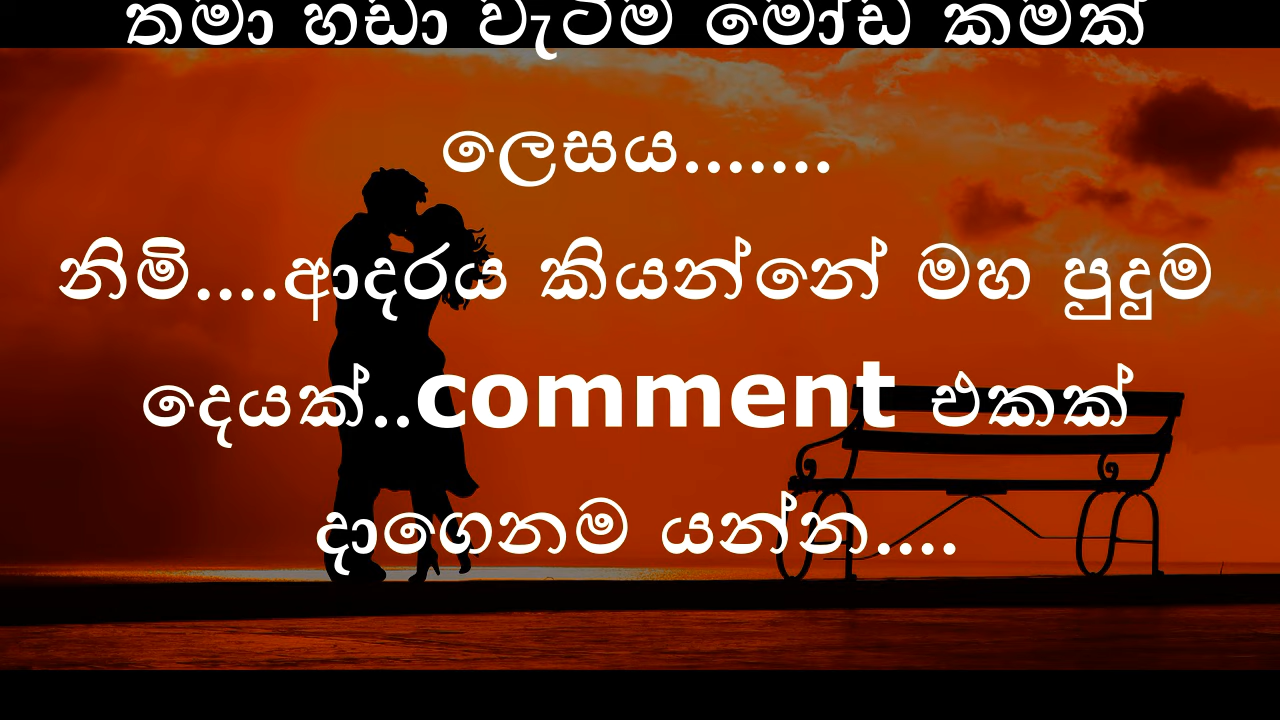 තමා හඩා වැටීම මෝඩ කමක්
ලෙසය.......
නිමි....ආදරය කියන්නේ මහ පුදුම
දෙයක්..comment එකක්
දාගෙනම යන්න....